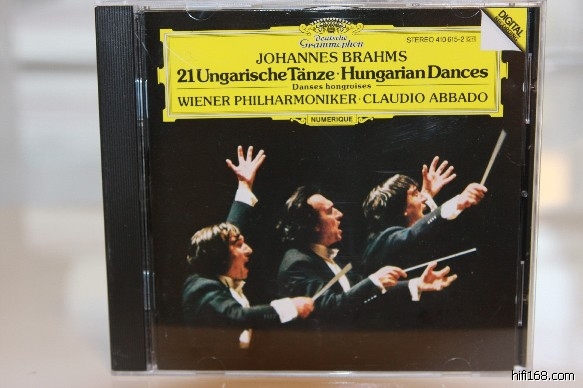 Deutsche
Grammophon
STEREO 410 615-2
DIGITAL
JOHANNES BRAHMS
21 Ungarische Tänze · Hungarian Dances
Danses hongroises
WIENER PHILHARMONIKER · CLAUDIO ABBADO
NUMERIQUE
hifi168.com